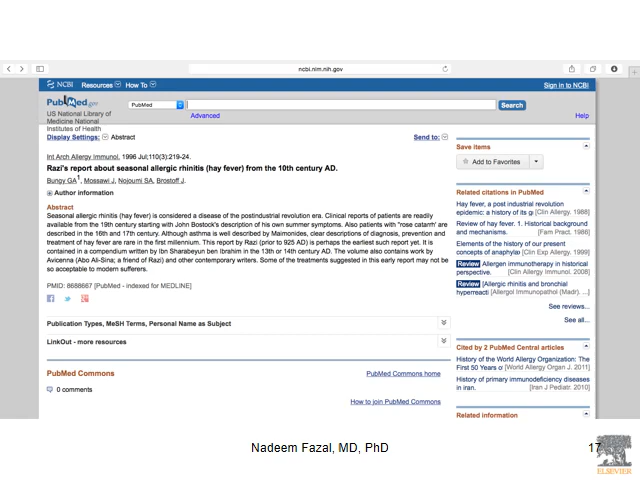 ncbi.nlm.nih.gov
NCBI Resources How To Sign in to NCBI
PubMed.gov
PubMed Search
US National Library of
Medicine National
Institutes of Health
Advanced Help
Display Settings: Abstract Send to:
Int Arch Allergy Immunol. 1996 Jul;110(3):219-24.
Razi's report about seasonal allergic rhinitis (hay fever) from the 10th century AD.
Bungy GA1, Mossawi J, Nojoumi SA, Brostoff J.
Author information
Abstract
Seasonal allergic rhinitis (hay fever) is considered a disease of the postindustrial revolution era. Clinical reports of patients are readily
available from the 19th century starting with John Bostock's description of his own summer symptoms. Also patients with "rose catarrh" are
described in the 16th and 17th century. Although asthma is well described by Maimonides, clear descriptions of diagnosis, prevention and
treatment of hay fever are rare in the first millennium. This report by Razi (prior to 925 AD) is perhaps the earliest such report yet. It is
contained in a compendium written by Ibn Sharabeyun ben Ibrahim in the 13th or 14th century AD. The volume also contains work by
Avicenna (Abo Ali-Sina; a friend of Razi) and other contemporary writers. Some of the treatments suggested in this early report may not be
so acceptable to modern sufferers.
PMID: 8688667 [PubMed - indexed for MEDLINE]
Publication Types, MeSH Terms, Personal Name as Subject
LinkOut - more resources
PubMed Commons PubMed Commons home
0 comments
How to join PubMed Commons
Save items
Add to Favorites
Related citations in PubMed
Hay fever, a post industrial revolution
epidemic: a history of its gi [Clin Allergy. 1988]
Review of hay fever. 1. Historical background
and mechanisms. [Fam Pract. 1986]
Elements of the history of our present
concepts of anaphylax [Clin Exp Allergy. 1999]
Review Allergen immunotherapy in historical
perspective. [Clin Allergy Immunol. 2008]
Review [Allergic rhinitis and bronchial
hyperreacti [Allergol Immunopathol (Madr). ...]
See reviews...
See all...
Cited by 2 PubMed Central articles
History of the World Allergy Organization: The
First 50 Years o [World Allergy Organ J. 2011]
History of primary immunodeficiency diseases
in iran. [Iran J Pediatr. 2010]
Related information
Nadeem Fazal, MD, PhD
17
ELSEVIER